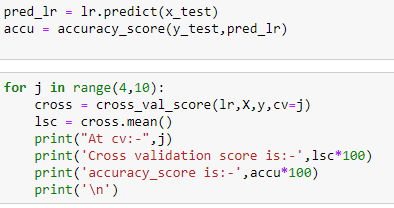 pred_lr = lr.predict(x_test)
accu = accuracy_score(y_test,pred_lr)
for j in range(4,10):
    cross = cross_val_score(lr,X,y,cv=j)
    lsc = cross.mean()
    print("At cv:-",j)
    print('Cross validation score is:-',lsc*100)
    print('accuracy_score is:-',accu*100)
    print('\n')